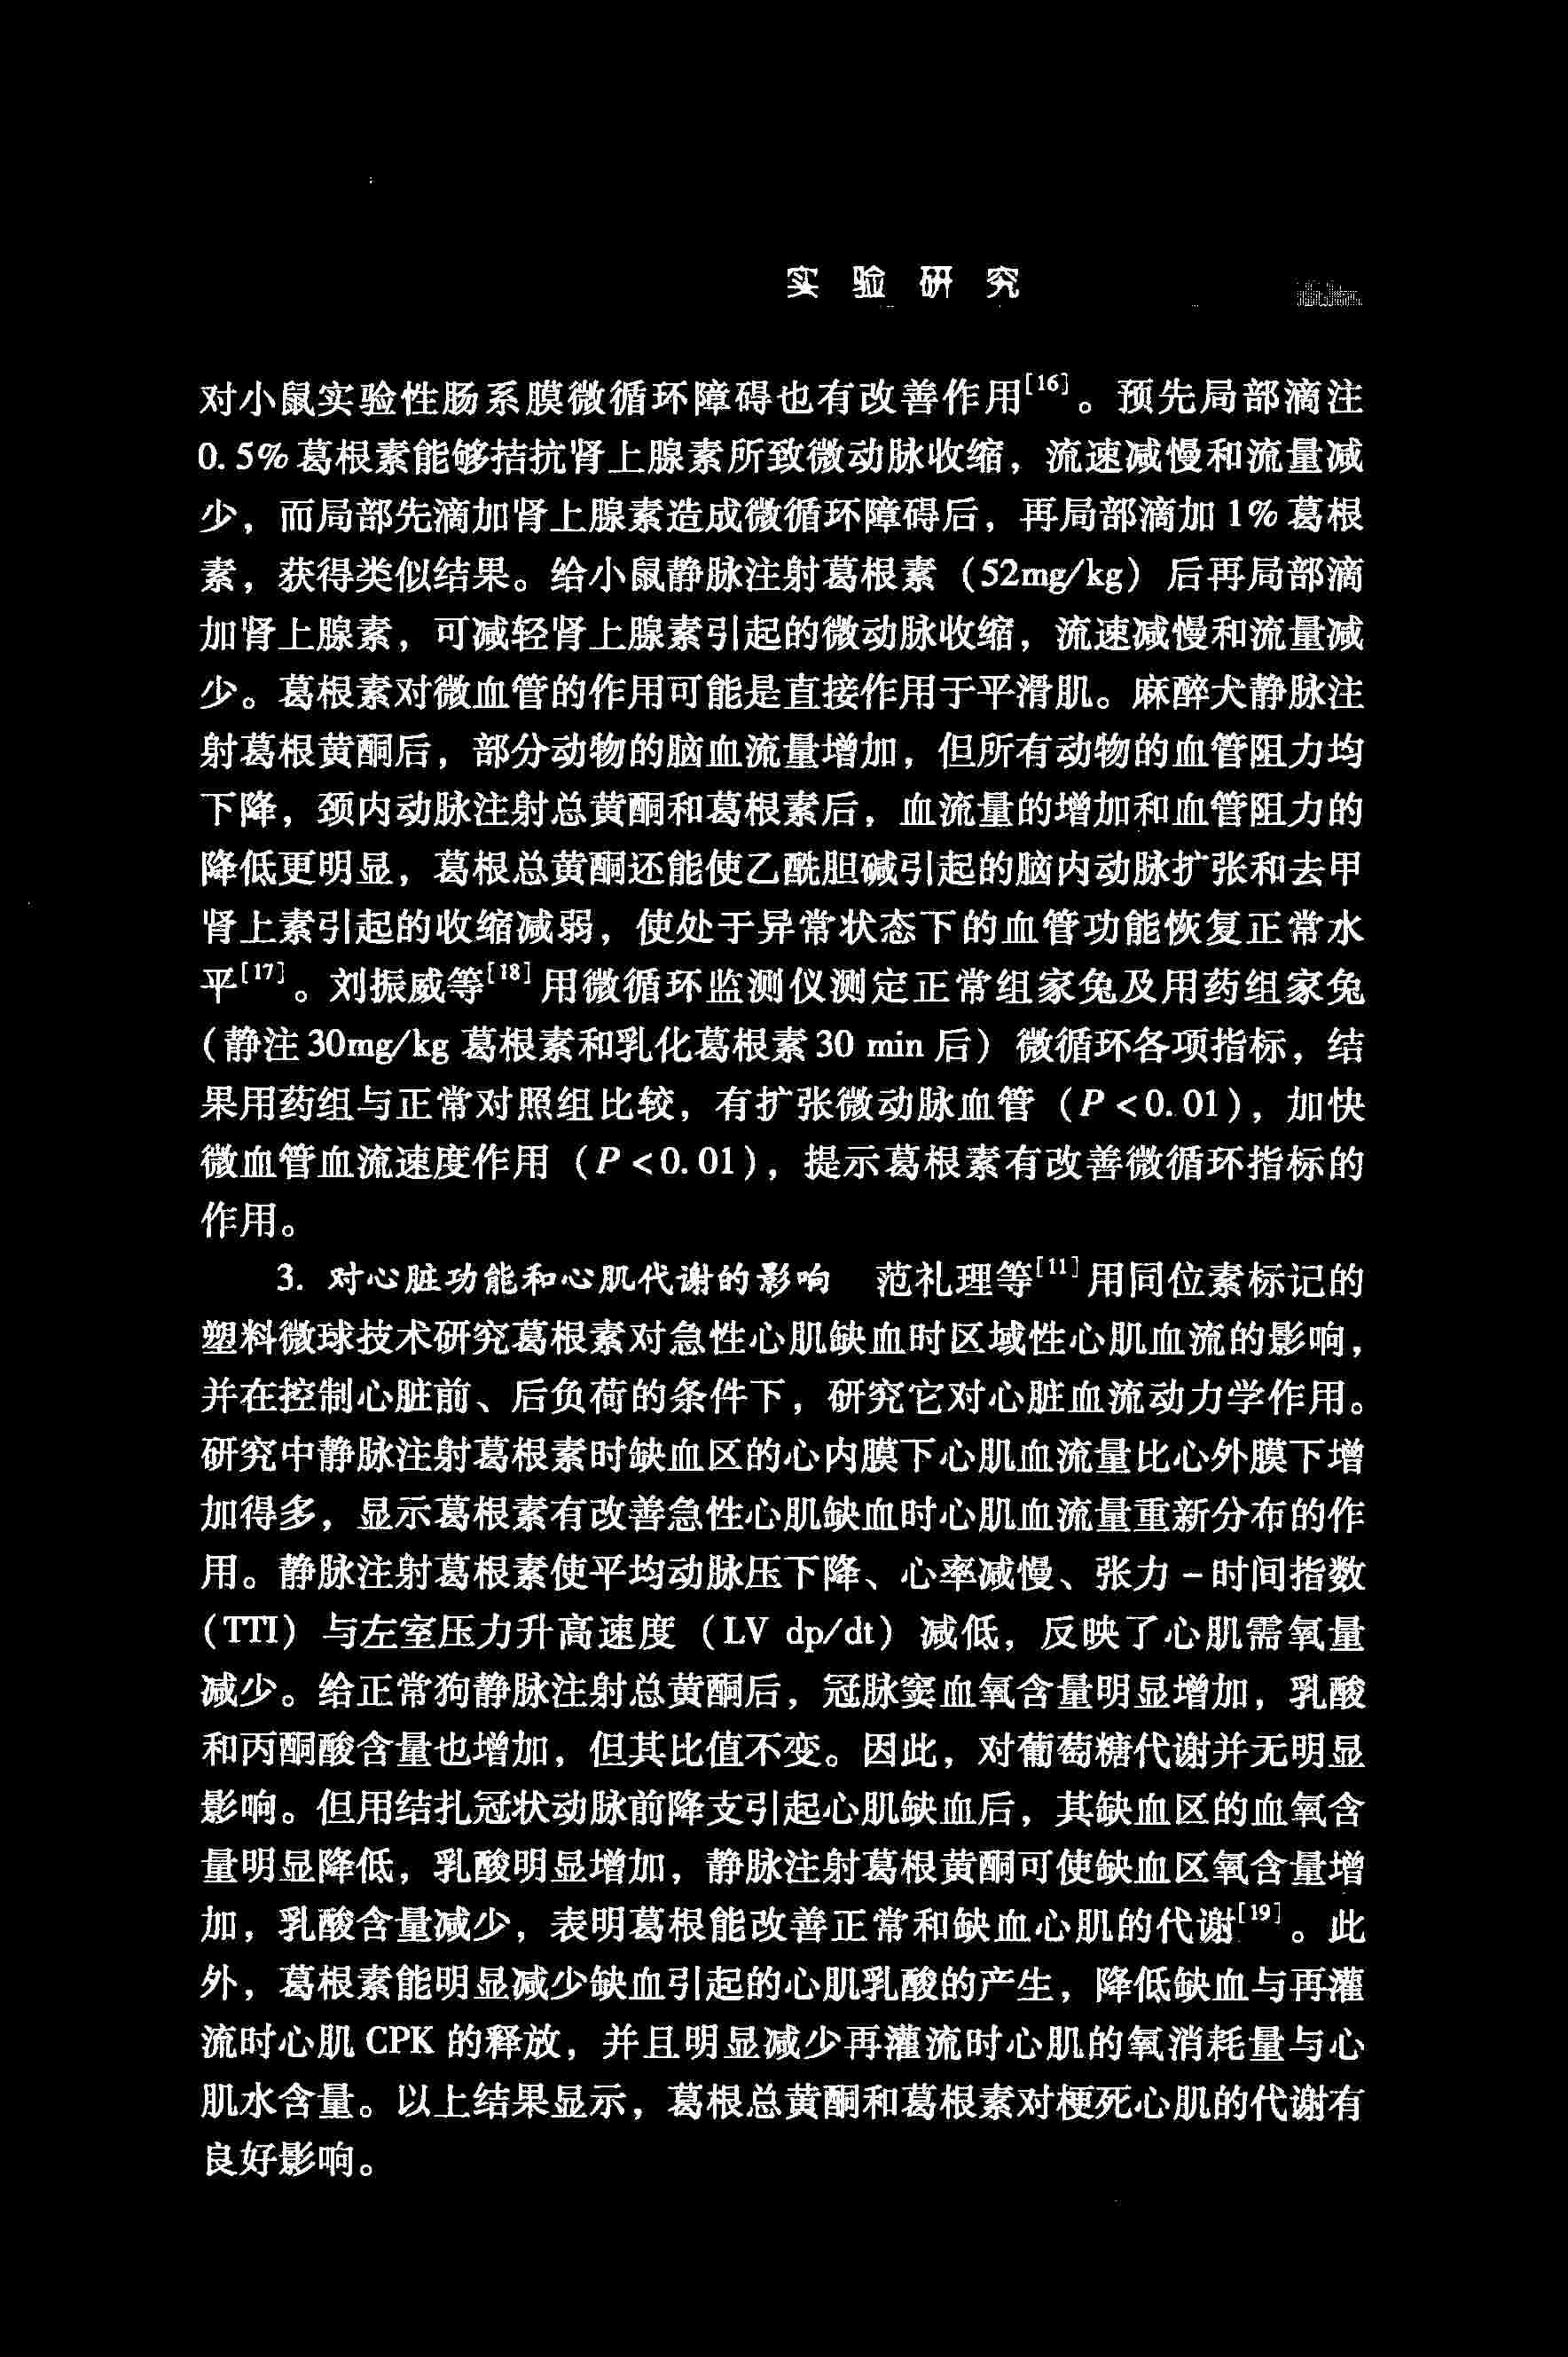 实验研究
对小鼠实验性肠系膜微循环障碍也有改善作用[16]。预先局部滴注
0.5%葛根素能够拮抗肾上腺素所致微动脉收缩，流速减慢和流量减
少，而局部先滴加肾上腺素造成微循环障碍后，再局部滴加1%葛根
素，获得类似结果。给小鼠静脉注射葛根素（52mg/kg）后再局部滴
加肾上腺素，可减轻肾上腺素引起的微动脉收缩，流速减慢和流量减
少。葛根素对微血管的作用可能是直接作用于平滑肌。麻醉犬静脉注
射葛根黄酮后，部分动物的脑血流量增加，但所有动物的血管阻力均
下降，颈内动脉注射总黄酮和葛根素后，血流量的增加和血管阻力的
降低更明显，葛根总黄酮还能使乙酰胆碱引起的脑内动脉扩张和去甲
肾上素引起的收缩减弱，使处于异常状态下的血管功能恢复正常水
平[17]。刘振威等[18]用微循环监测仪测定正常组家兔及用药组家兔
（静注30mg/kg葛根素和乳化葛根素30 min后）微循环各项指标，结
果用药组与正常对照组比较，有扩张微动脉血管（P<0.01），加快
微血管血流速度作用（P<0.01），提示葛根素有改善微循环指标的
作用。
3. 对心脏功能和心肌代谢的影响　范礼理等[11]用同位素标记的
塑料微球技术研究葛根素对急性心肌缺血时区域性心肌血流的影响，
并在控制心脏前、后负荷的条件下，研究它对心脏血流动力学作用。
研究中静脉注射葛根素时缺血区的心内膜下心肌血流量比心外膜下增
加得多，显示葛根素有改善急性心肌缺血时心肌血流量重新分布的作
用。静脉注射葛根素使平均动脉压下降、心率减慢、张力－时间指数
（TTI）与左室压力升高速度（LV dp/dt）减低，反映了心肌需氧量
减少。给正常狗静脉注射总黄酮后，冠脉窦血氧含量明显增加，乳酸
和丙酮酸含量也增加，但其比值不变。因此，对葡萄糖代谢并无明显
影响。但用结扎冠状动脉前降支引起心肌缺血后，其缺血区的血氧含
量明显降低，乳酸明显增加，静脉注射葛根黄酮可使缺血区氧含量增
加，乳酸含量减少，表明葛根能改善正常和缺血心肌的代谢[19]。此
外，葛根素能明显减少缺血引起的心肌乳酸的产生，降低缺血与再灌
流时心肌CPK的释放，并且明显减少再灌流时心肌的氧消耗量与心
肌水含量。以上结果显示，葛根总黄酮和葛根素对梗死心肌的代谢有
良好影响。